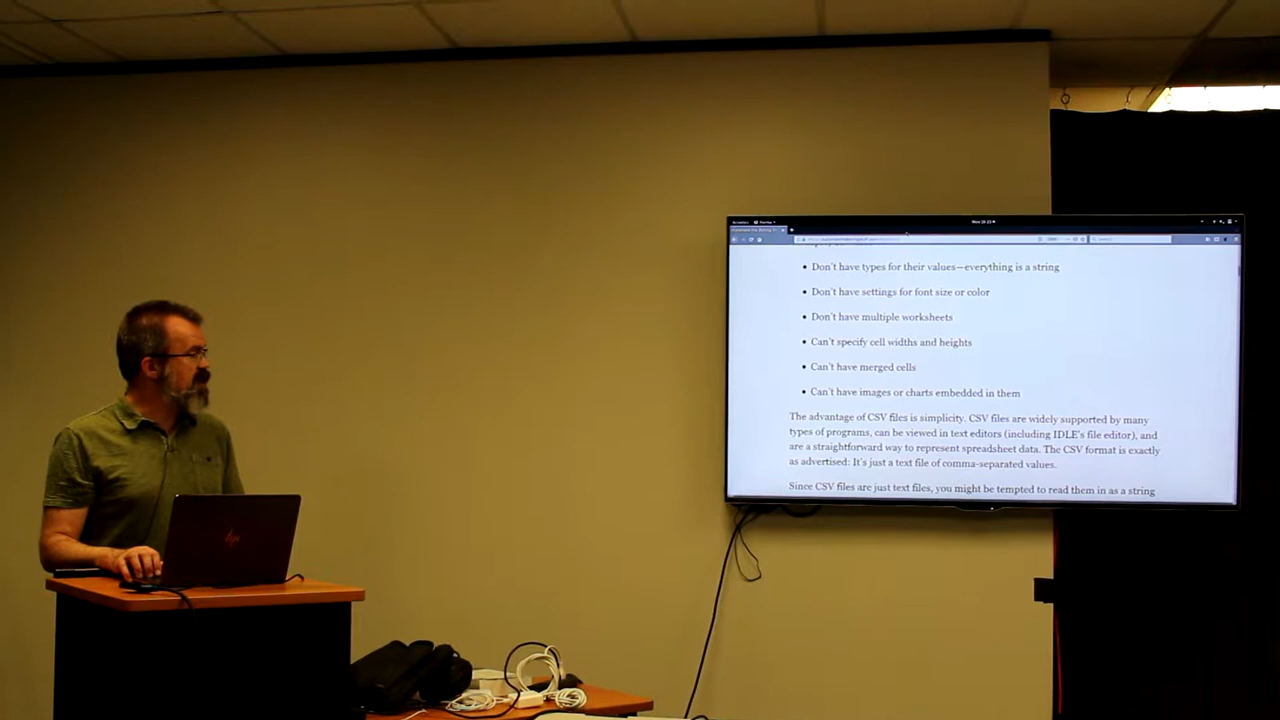 • Don't have types for their values—everything is a string
• Don't have settings for font size or color
• Don't have multiple worksheets
• Can't specify cell widths and heights
• Can't have merged cells
• Can't have images or charts embedded in them
The advantage of CSV files is simplicity. CSV files are widely supported by many
types of programs, can be viewed in text editors (including IDLE's file editor), and
are a straightforward way to represent spreadsheet data. The CSV format is exactly
as advertised: It's just a text file of comma-separated values.
Since CSV files are just text files, you might be tempted to read them in as a string
hp